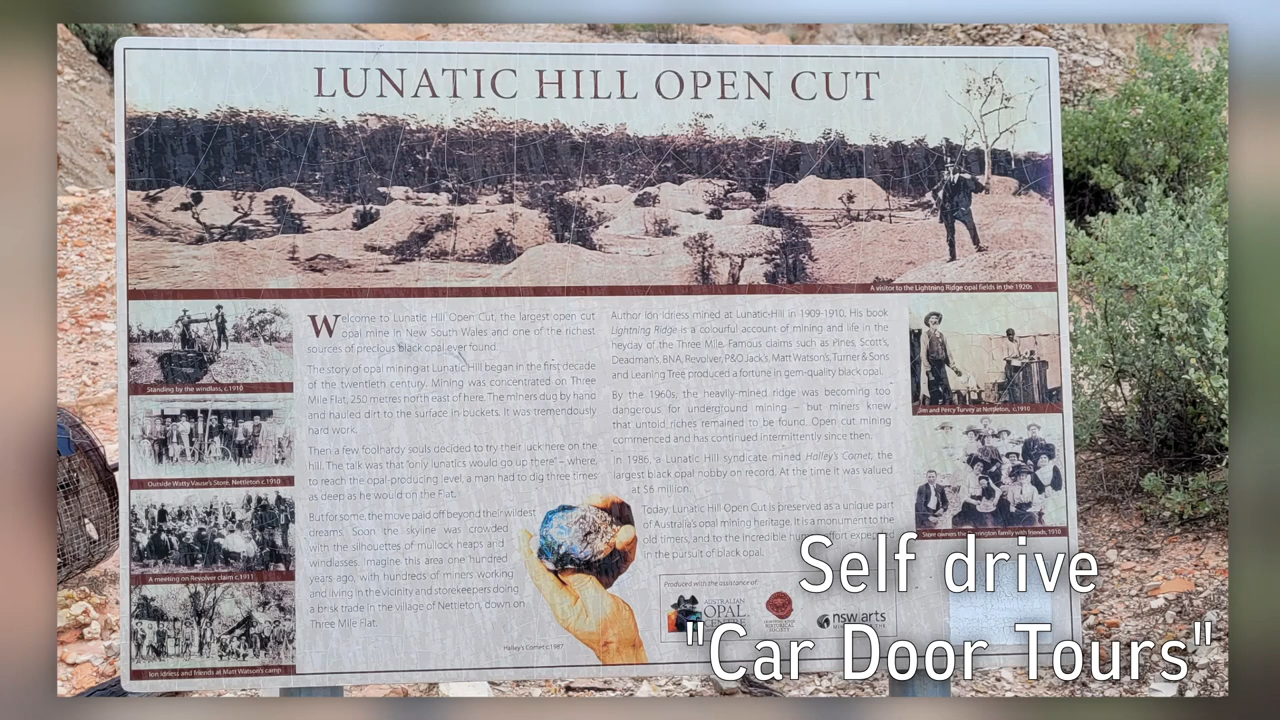 LUNATIC HILL OPEN CUT
A visitor to the Lightning Ridge opal fields in the 1920s
Standing by the windlass, c.1910
Outside Watty Vause's Store, Nettleton c.1910
A meeting on Revolver claim c.1911
Ion Idriess and friends at Matt Watson's camp
Welcome to Lunatic Hill Open Cut, the largest open cut
opal mine in New South Wales and one of the richest
sources of precious black opal ever found.
The story of opal mining at Lunatic Hill began in the first decade
of the twentieth century. Mining was concentrated on Three
Mile Flat, 250 metres north east of here. The miners dug by hand
and hauled dirt to the surface in buckets. It was tremendously
hard work.
Then a few foolhardy souls decided to try their luck here on the
hill. The talk was that "only lunatics would go up there" – where,
to reach the opal-producing level, a man had to dig three times
as deep as he would on the Flat.
But for some, the move paid off beyond their wildest
dreams. Soon the skyline was crowded
with the silhouettes of mullock heaps and
windlasses. Imagine this area one hundred
years ago, with hundreds of miners working
and living in the vicinity and storekeepers doing
a brisk trade in the village of Nettleton, down on
Three Mile Flat.
Halley's Comet c.1987
Author Ion Idriess mined at Lunatic Hill in 1909-1910. His book
Lightning Ridge is a colourful account of mining and life in the
heyday of the Three Mile. Famous claims such as Pines, Scott's,
Deadman's, BNA, Revolver, P&O, Jack's, Matt Watson's, Turner & Sons
and Leaning Tree produced a fortune in gem-quality black opal.
By the 1960s, the heavily-mined ridge was becoming too
dangerous for underground mining – but miners knew
that untold riches remained to be found. Open cut mining
commenced and has continued intermittently since then.
In 1986, a Lunatic Hill syndicate mined Halley's Comet, the
largest black opal nobby on record. At the time it was valued
at $6 million.
Today Lunatic Hill Open Cut is preserved as a unique part
of Australia's opal mining heritage. It is a monument to the
old timers, and to the incredible human effort expended
in the pursuit of black opal.
Produced with the assistance of:
AUSTRALIAN
OPAL
CENTRE
HISTORICAL
SOCIETY
nsw arts
Jim and Percy Turvey at Nettleton, c.1910
Store owners the family with friends, 1910
Self drive
"Car Door Tours"